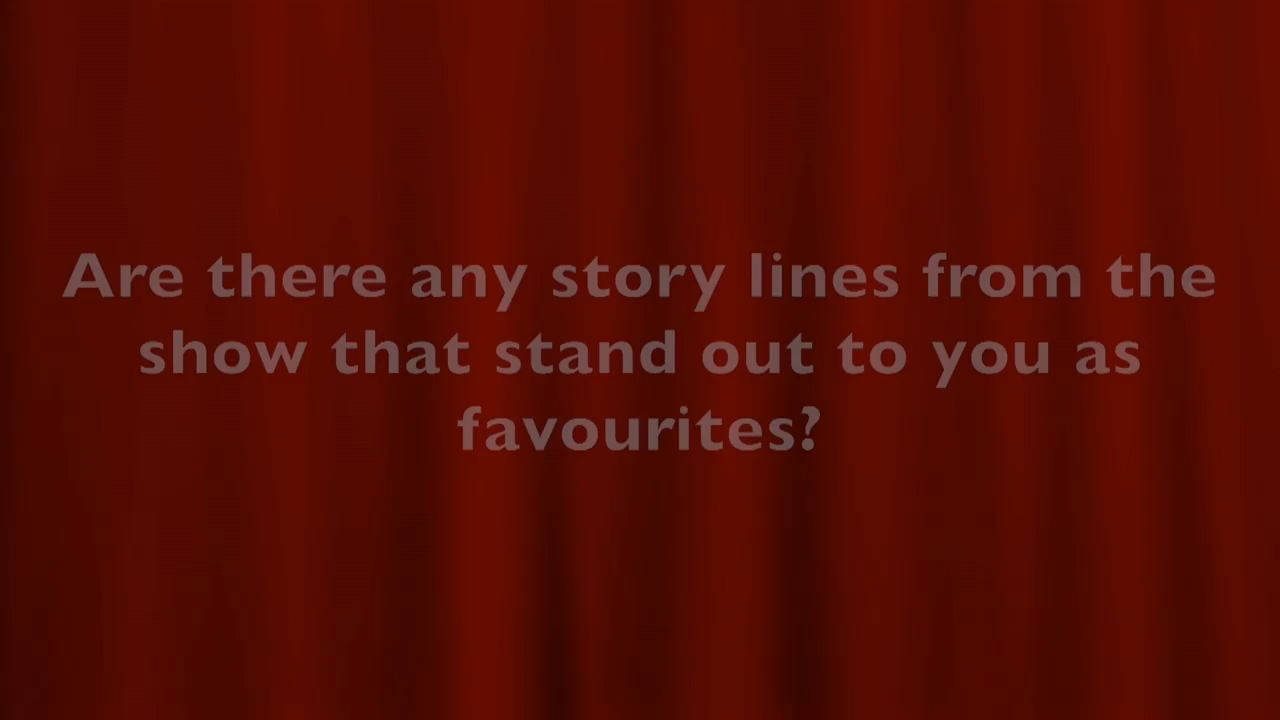 Are there any story lines from the
show that stand out to you as
favourites?